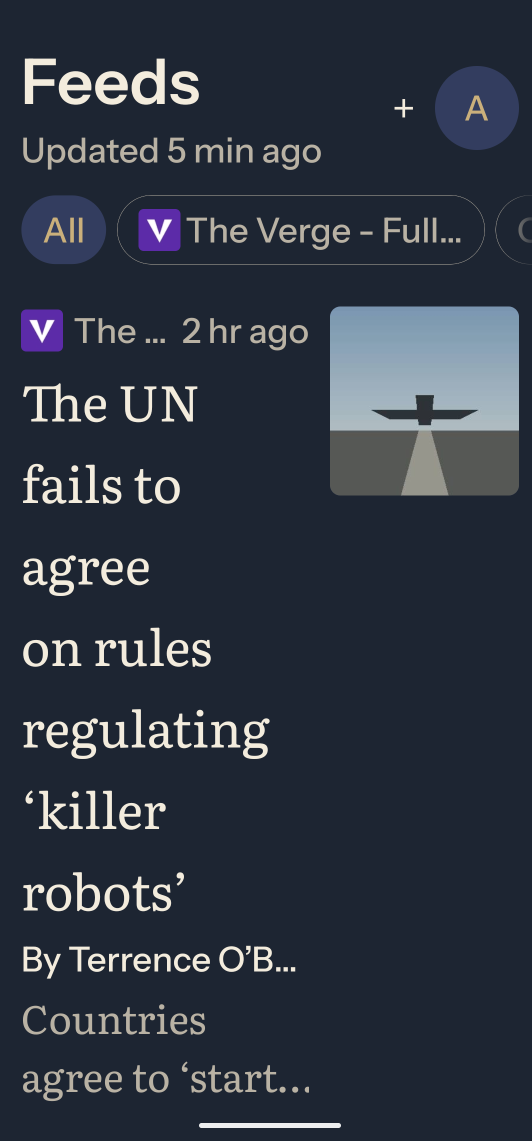 Feeds
+
A
Updated 5 min ago
All
V The Verge - Full...
V The ... 2 hr ago
The UN
fails to
agree
on rules
regulating
‘killer
robots’
By Terrence O’B...
Countries
agree to ‘start...